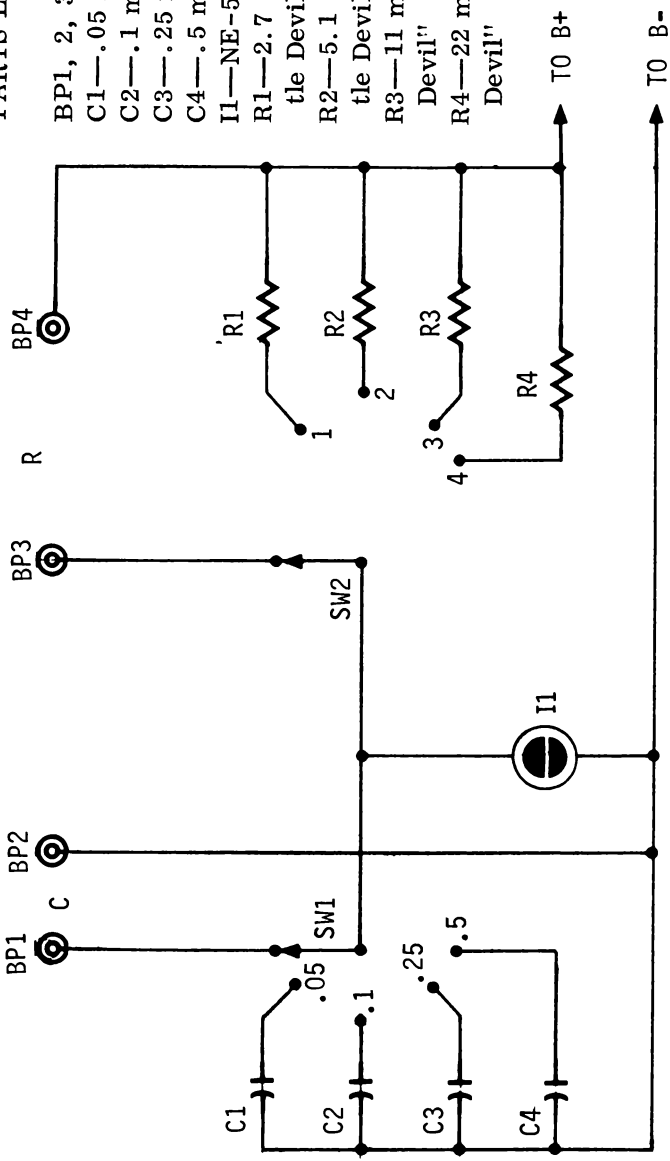 PARTS
BP1, 2, 3
C1—.05
C2—.1 m
C3—.25
C4—.5 m
I1—NE-5
R1—2.7
tle Devil
R2—5.1
tle Devil
R3—11 m
Devil"
R4—22 m
Devil"
BP1
C
BP2
BP3
R
BP4
SW1
SW2
.05
.1
.25
.5
C1
C2
C3
C4
I1
R1
R2
R3
R4
1
2
3
4
TO B+
TO B-